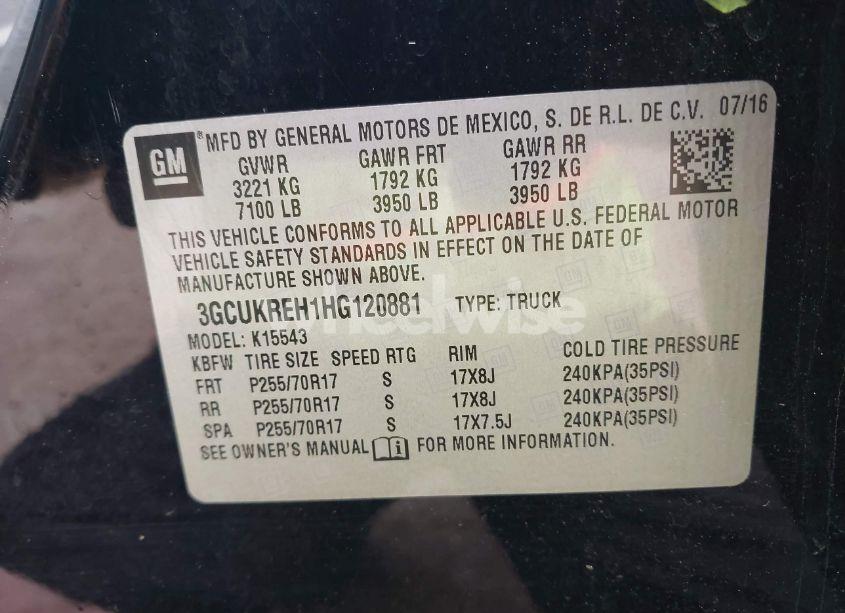 GM ® MFD BY GENERAL MOTORS DE MEXICO, S. DE R.L. DE C.V. 07/16
GVWR GAWR FRT GAWR RR
3221 KG 1792 KG 1792 KG
7100 LB 3950 LB 3950 LB
THIS VEHICLE CONFORMS TO ALL APPLICABLE U.S. FEDERAL MOTOR
VEHICLE SAFETY STANDARDS IN EFFECT ON THE DATE OF
MANUFACTURE SHOWN ABOVE.
3GCUKREH1HG120881 TYPE: TRUCK
wheelwise
MODEL: K15543
KBFW TIRE SIZE SPEED RTG RIM COLD TIRE PRESSURE
FRT P255/70R17 S 17X8J 240KPA(35PSI)
RR P255/70R17 S 17X8J 240KPA(35PSI)
SPA P255/70R17 S 17X7.5J 240KPA(35PSI)
SEE OWNER'S MANUAL i FOR MORE INFORMATION.